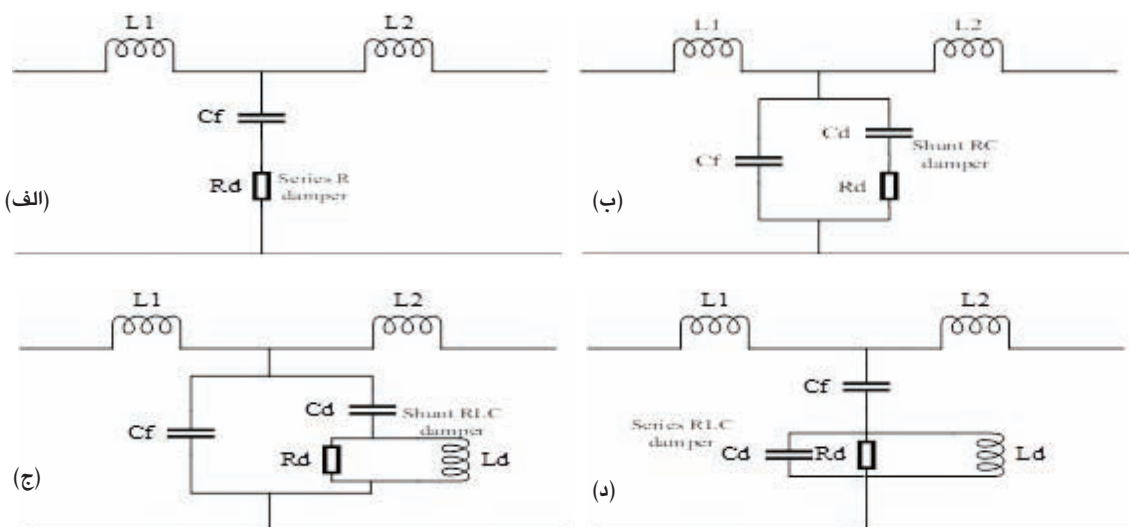 L1
L2
Cf
Rd
Series R
damper
(الف)
L1
L2
Cf
Cd
Shunt RC
damper
Rd
(ب)
L1
L2
Cf
Cd
Shunt RLC
damper
Rd
Ld
(ج)
L1
L2
Cf
Series RLC
damper
Cd
Rd
Ld
(د)